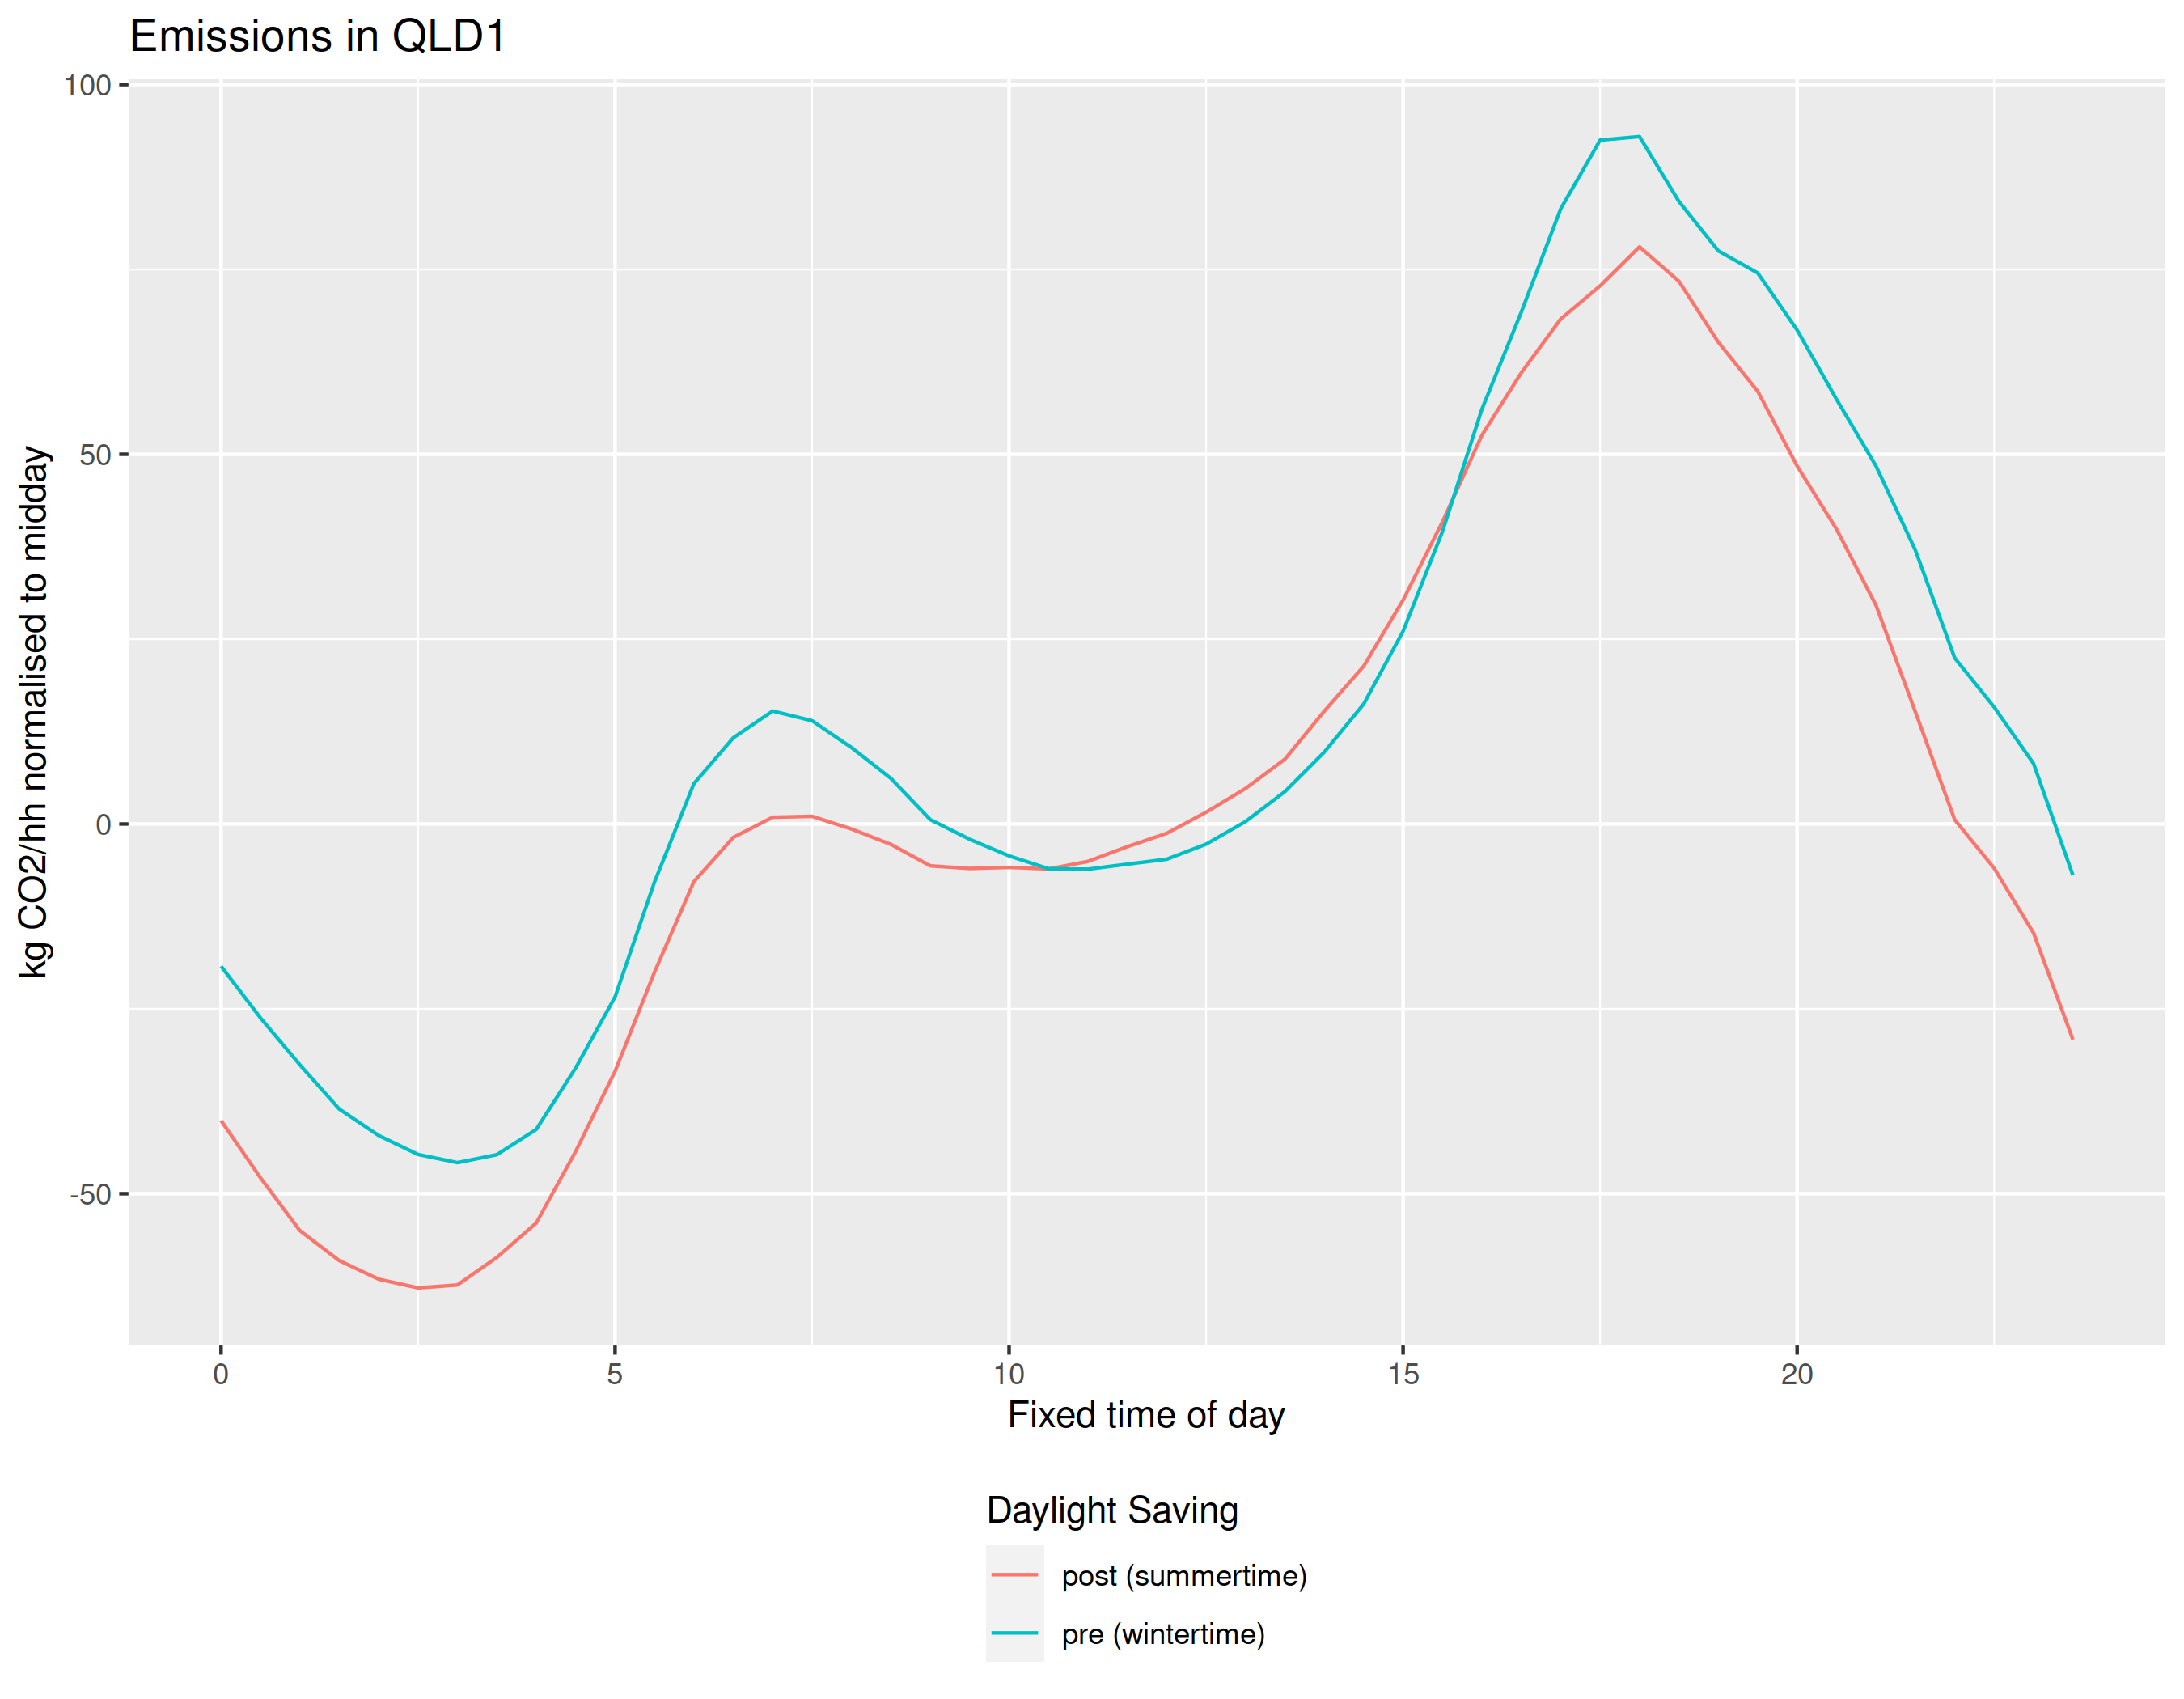 Emissions in QLD1
100
50
0
-50
kg CO2/hh normalised to midday
0 5 10 15 20
Fixed time of day
Daylight Saving
post (summertime)
pre (wintertime)